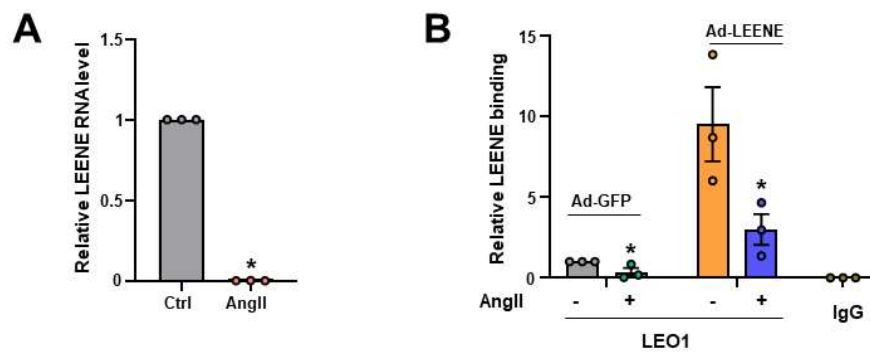 A
Relative LEENE RNA level
1.5
1
0.5
0
*
Ctrl
AngII
B
Relative LEENE binding
15
10
5
0
Ad-GFP
*
Ad-LEENE
*
AngII
-
+
-
+
IgG
LEO1